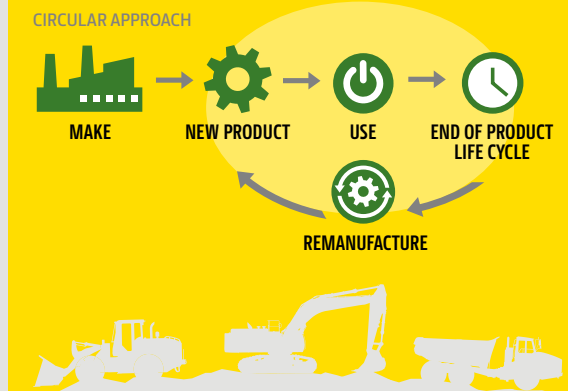 CIRCULAR APPROACH
MAKE
NEW PRODUCT
USE
END OF PRODUCT
LIFE CYCLE
REMANUFACTURE